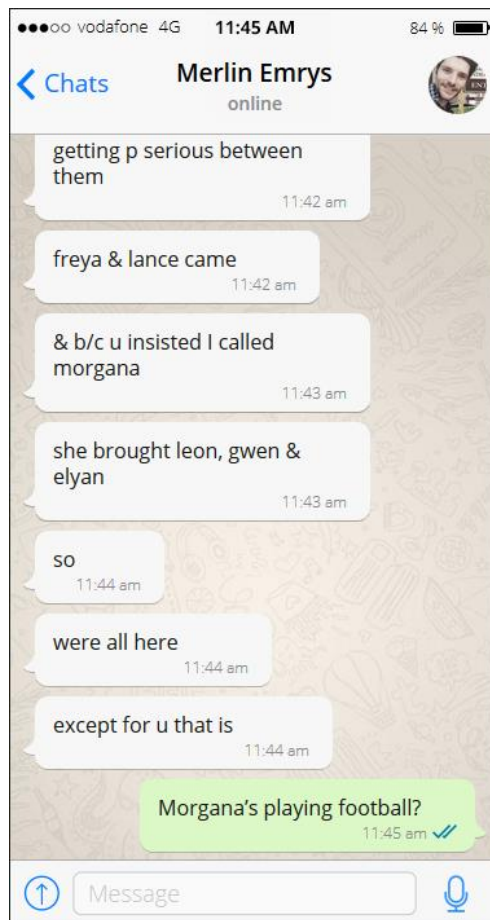 vodafone 4G 11:45 AM 84 %
Chats Merlin Emrys
online
getting p serious between
them
11:42 am
freya & lance came
11:42 am
& b/c u insisted I called
morgana
11:43 am
she brought leon, gwen &
elyan
11:43 am
so
11:44 am
were all here
11:44 am
except for u that is
11:44 am
Morgana’s playing football?
11:45 am
Message